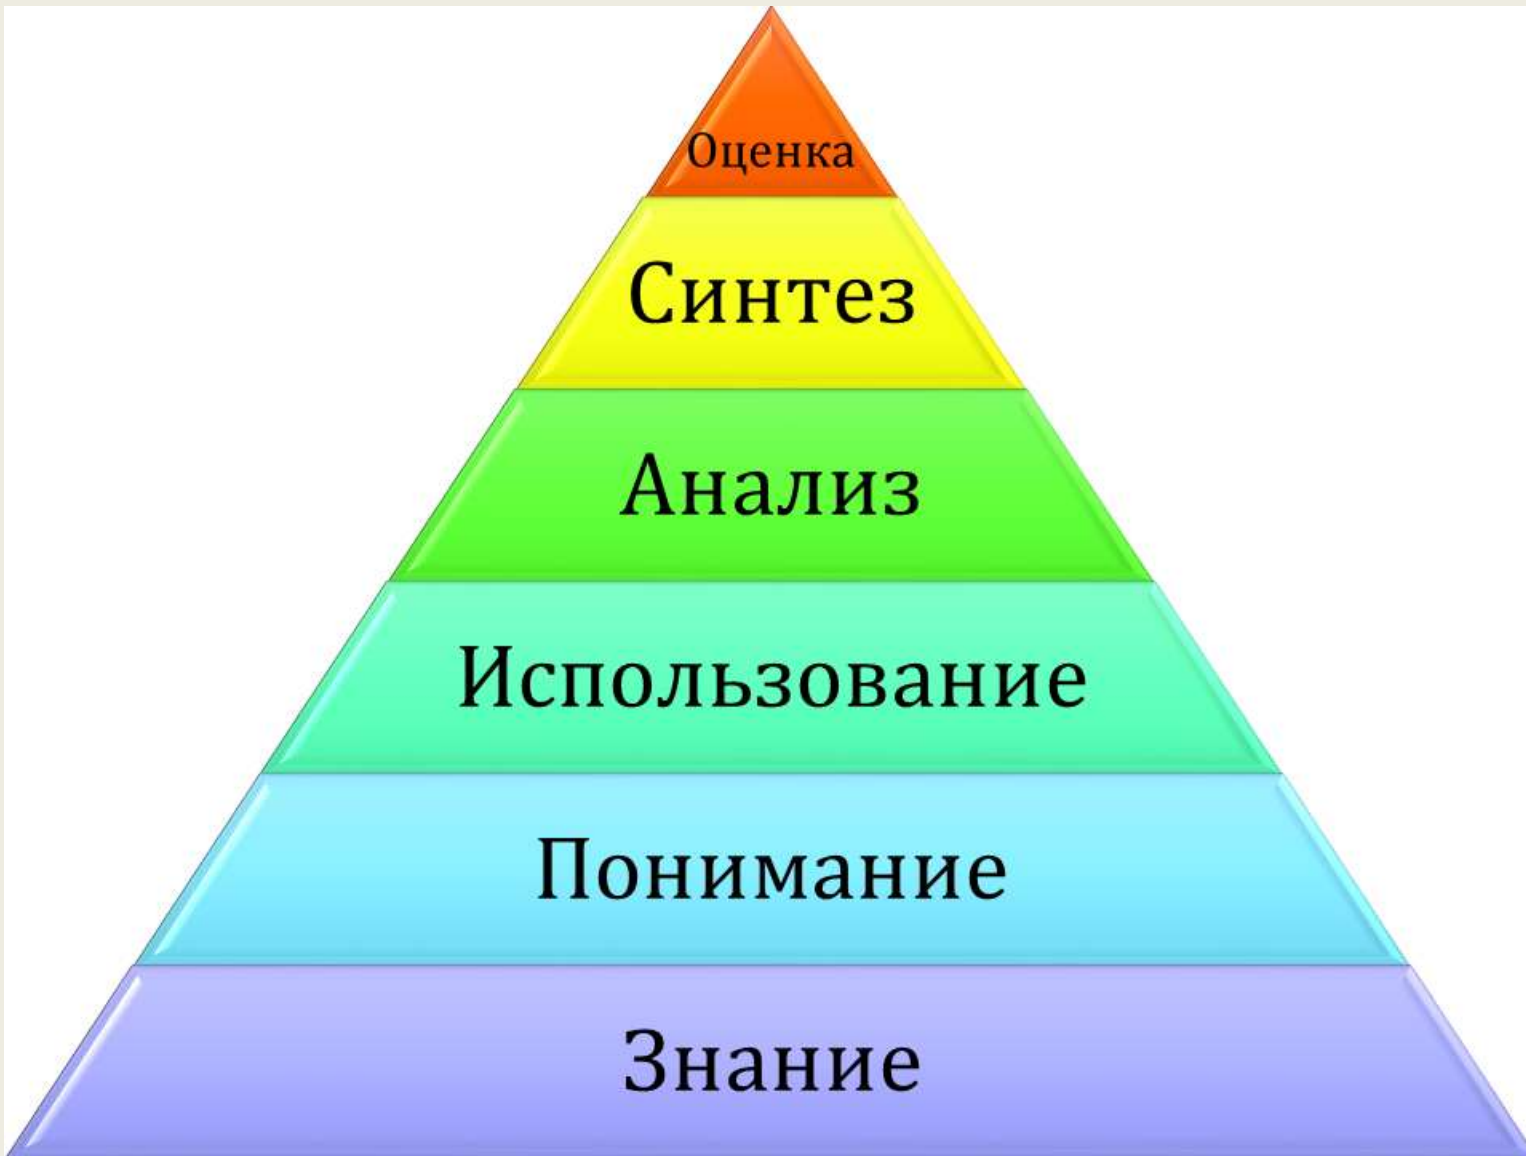 Оценка
Синтез
Анализ
Использование
Понимание
Знание